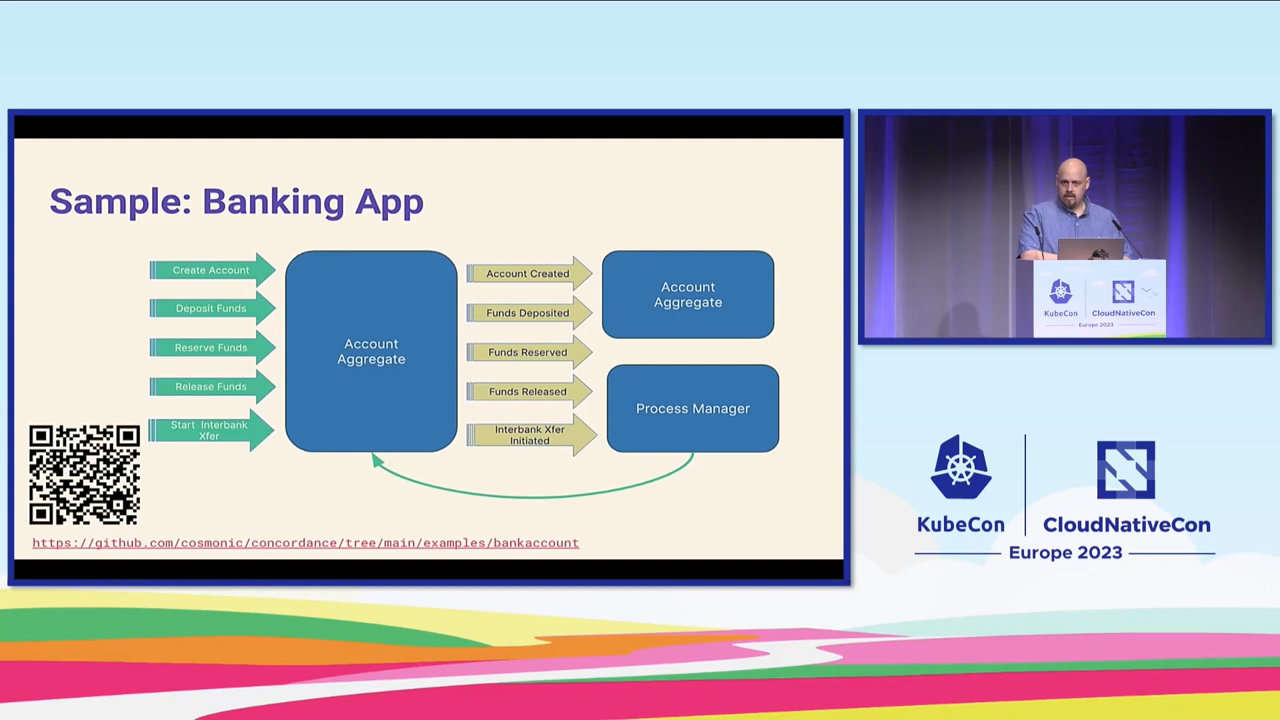 Sample: Banking App
Create Account
Deposit Funds
Reserve Funds
Release Funds
Start Interbank
Xfer
Account
Aggregate
Account Created
Funds Deposited
Funds Reserved
Funds Released
Interbank Xfer
Initiated
Account
Aggregate
Process Manager
https://github.com/cosmonic/concordance/tree/main/examples/bankaccount
KubeCon
CloudNativeCon
Europe 2023
KubeCon
CloudNativeCon
Europe 2023